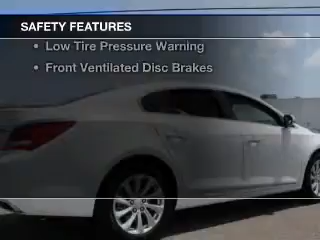 SAFETY FEATURES
• Low Tire Pressure Warning
• Front Ventilated Disc Brakes